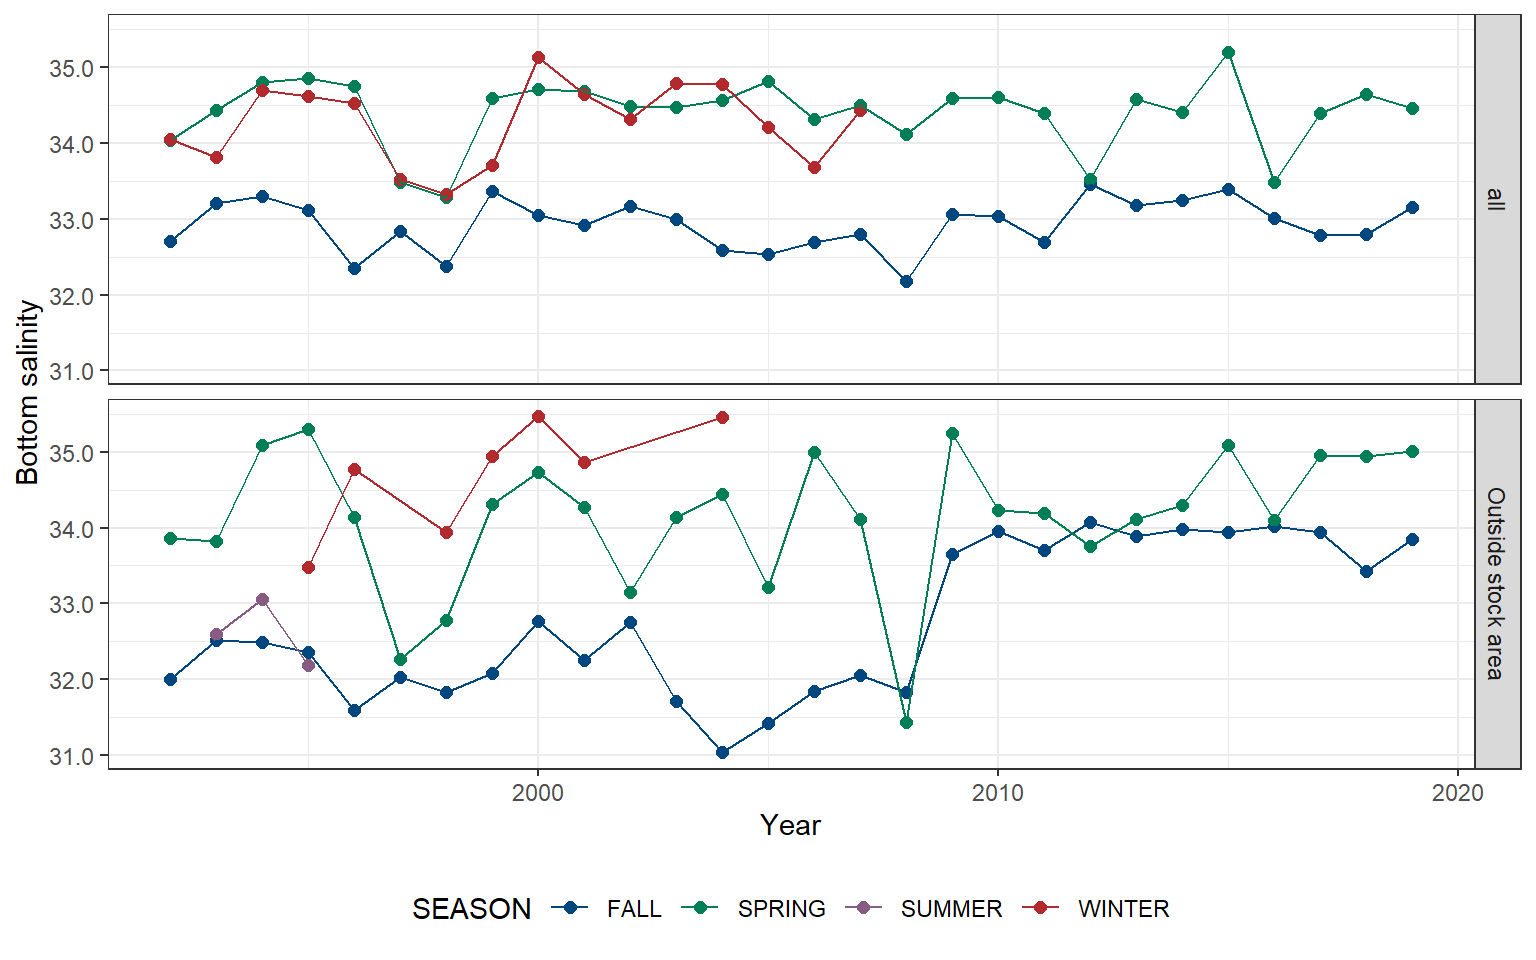 35.0
34.0
33.0
32.0
31.0
all
Bottom salinity
35.0
34.0
33.0
32.0
31.0
Outside stock area
2000 2010 2020
Year
SEASON FALL SPRING SUMMER WINTER